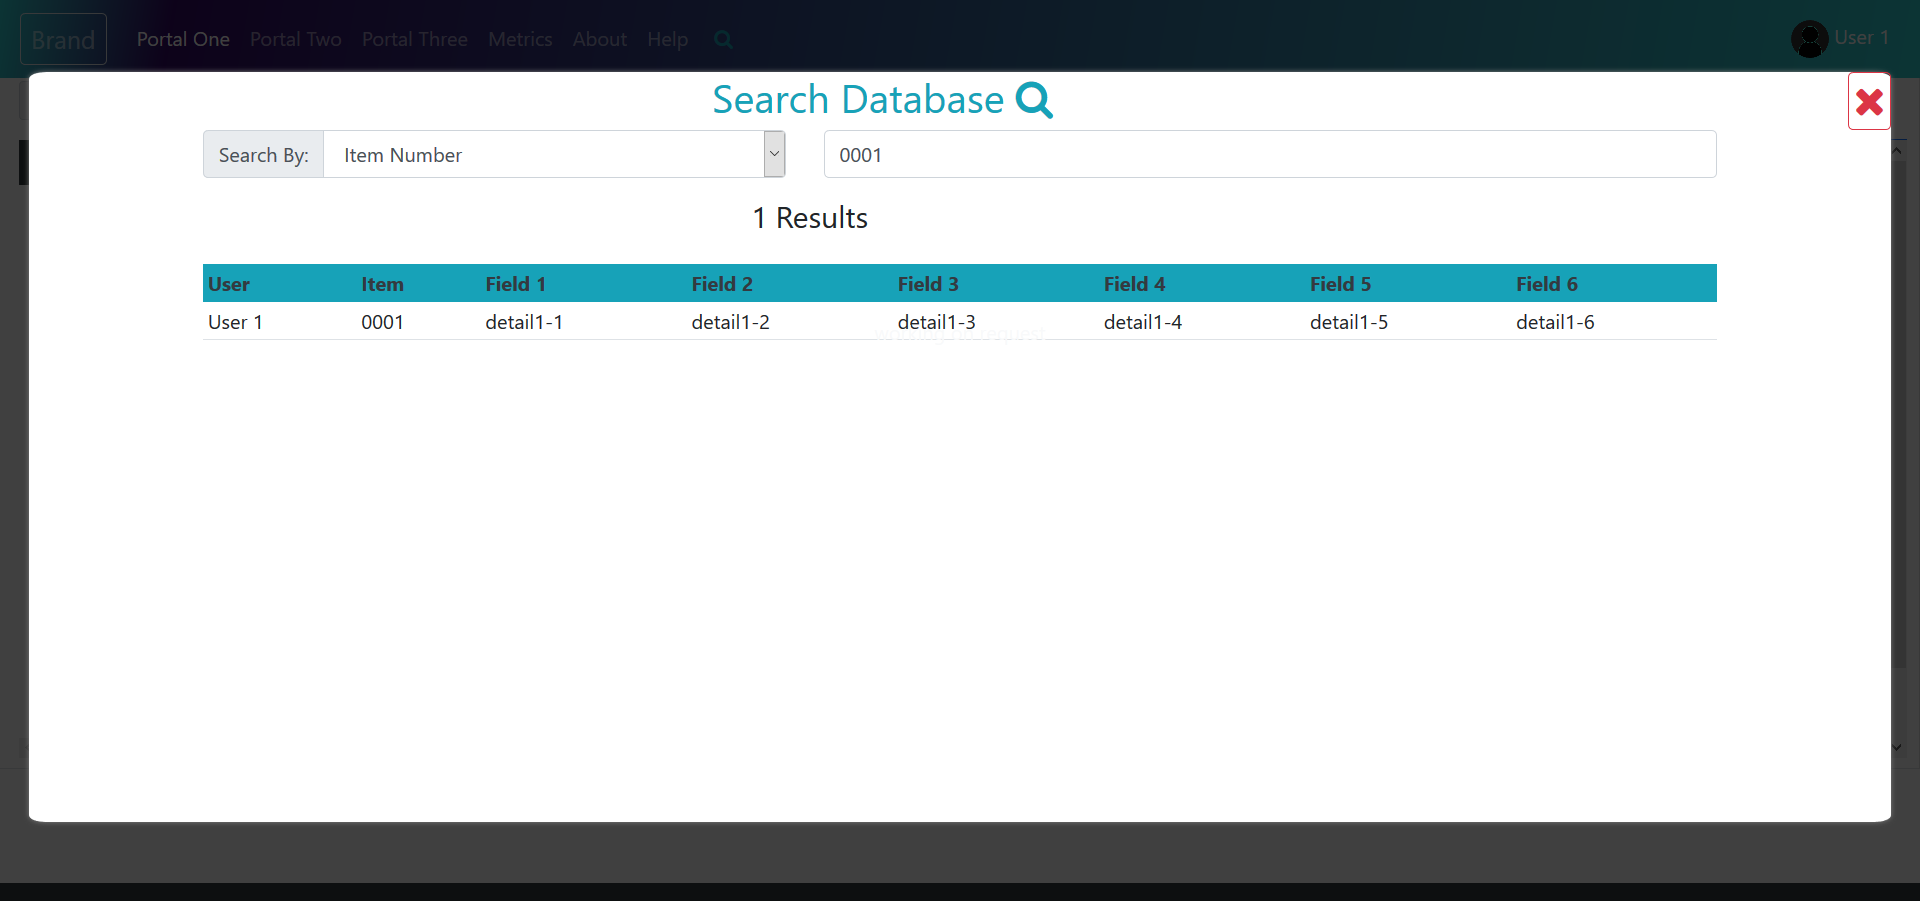 Brand Portal One Portal Two Portal Three Metrics About Help User 1
Search Database
Search By: Item Number 0001
1 Results
User Item Field 1 Field 2 Field 3 Field 4 Field 5 Field 6
User 1 0001 detail1-1 detail1-2 detail1-3 detail1-4 detail1-5 detail1-6